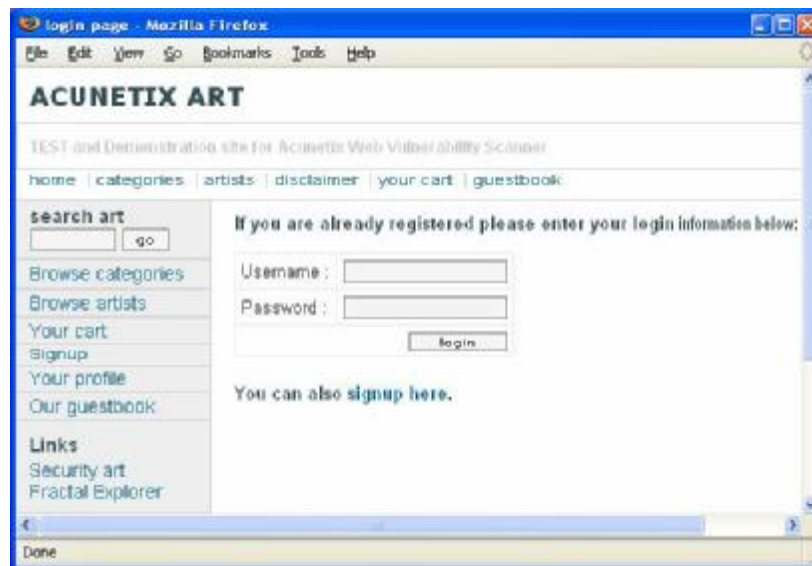 login page - Mozilla Firefox
File Edit View Go Bookmarks Tools Help
ACUNETIX ART
TEST and Demonstration site for Acunetix Web Vulnerability Scanner
home | categories | artists | disclaimer | your cart | guestbook
search art
go
Browse categories
Browse artists
Your cart
Signup
Your profile
Our guestbook
Links
Security art
Fractal Explorer
If you are already registered please enter your login information below:
Username :
Password :
login
You can also signup here.
Done